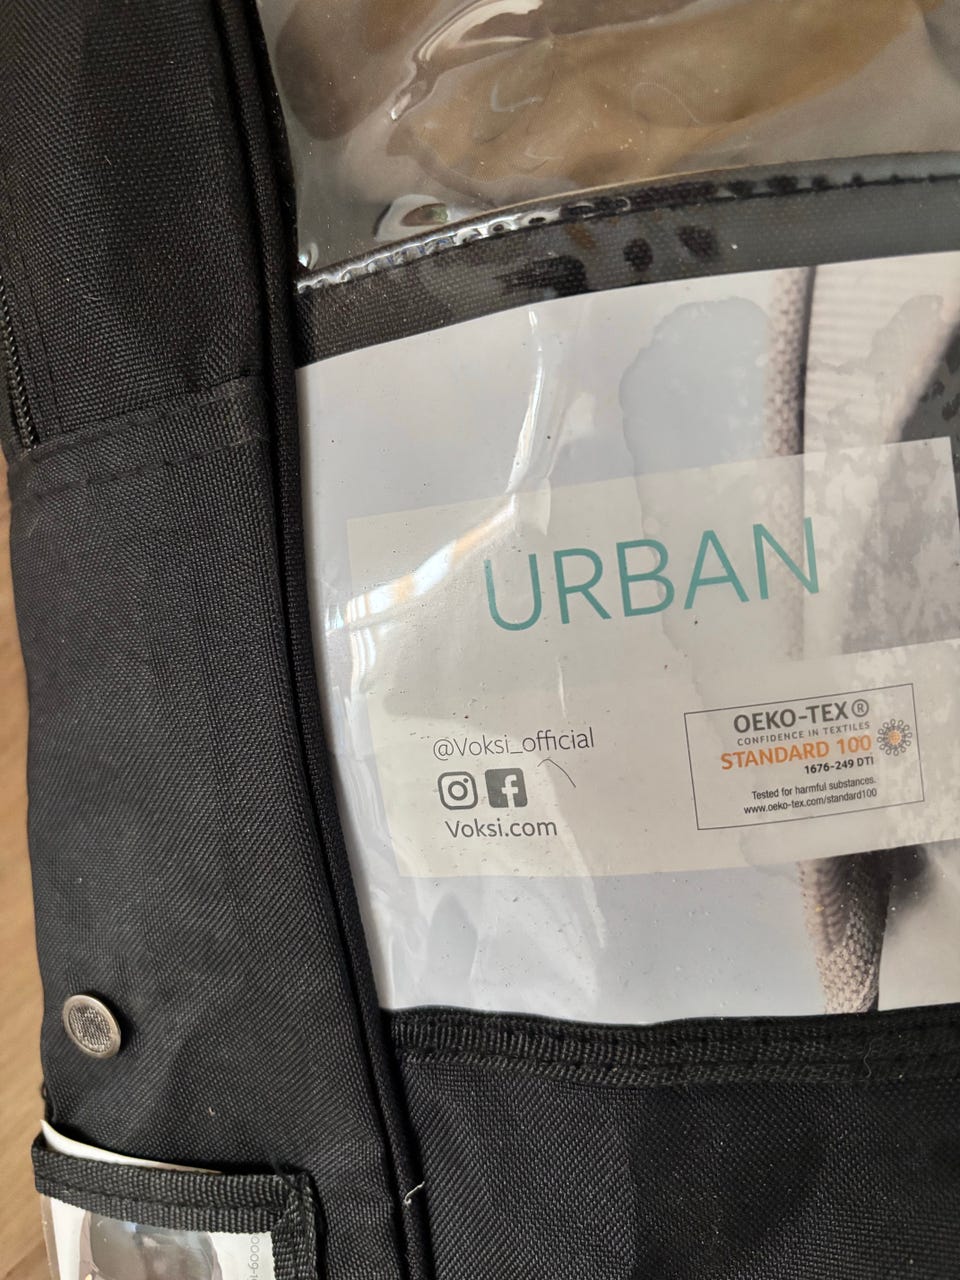 URBAN
@Voksi_official
Voksi.com
OEKO-TEX®
CONFIDENCE IN TEXTILES
STANDARD 100
1676-249 DTI
Tested for harmful substances.
www.oeko-tex.com/standard100